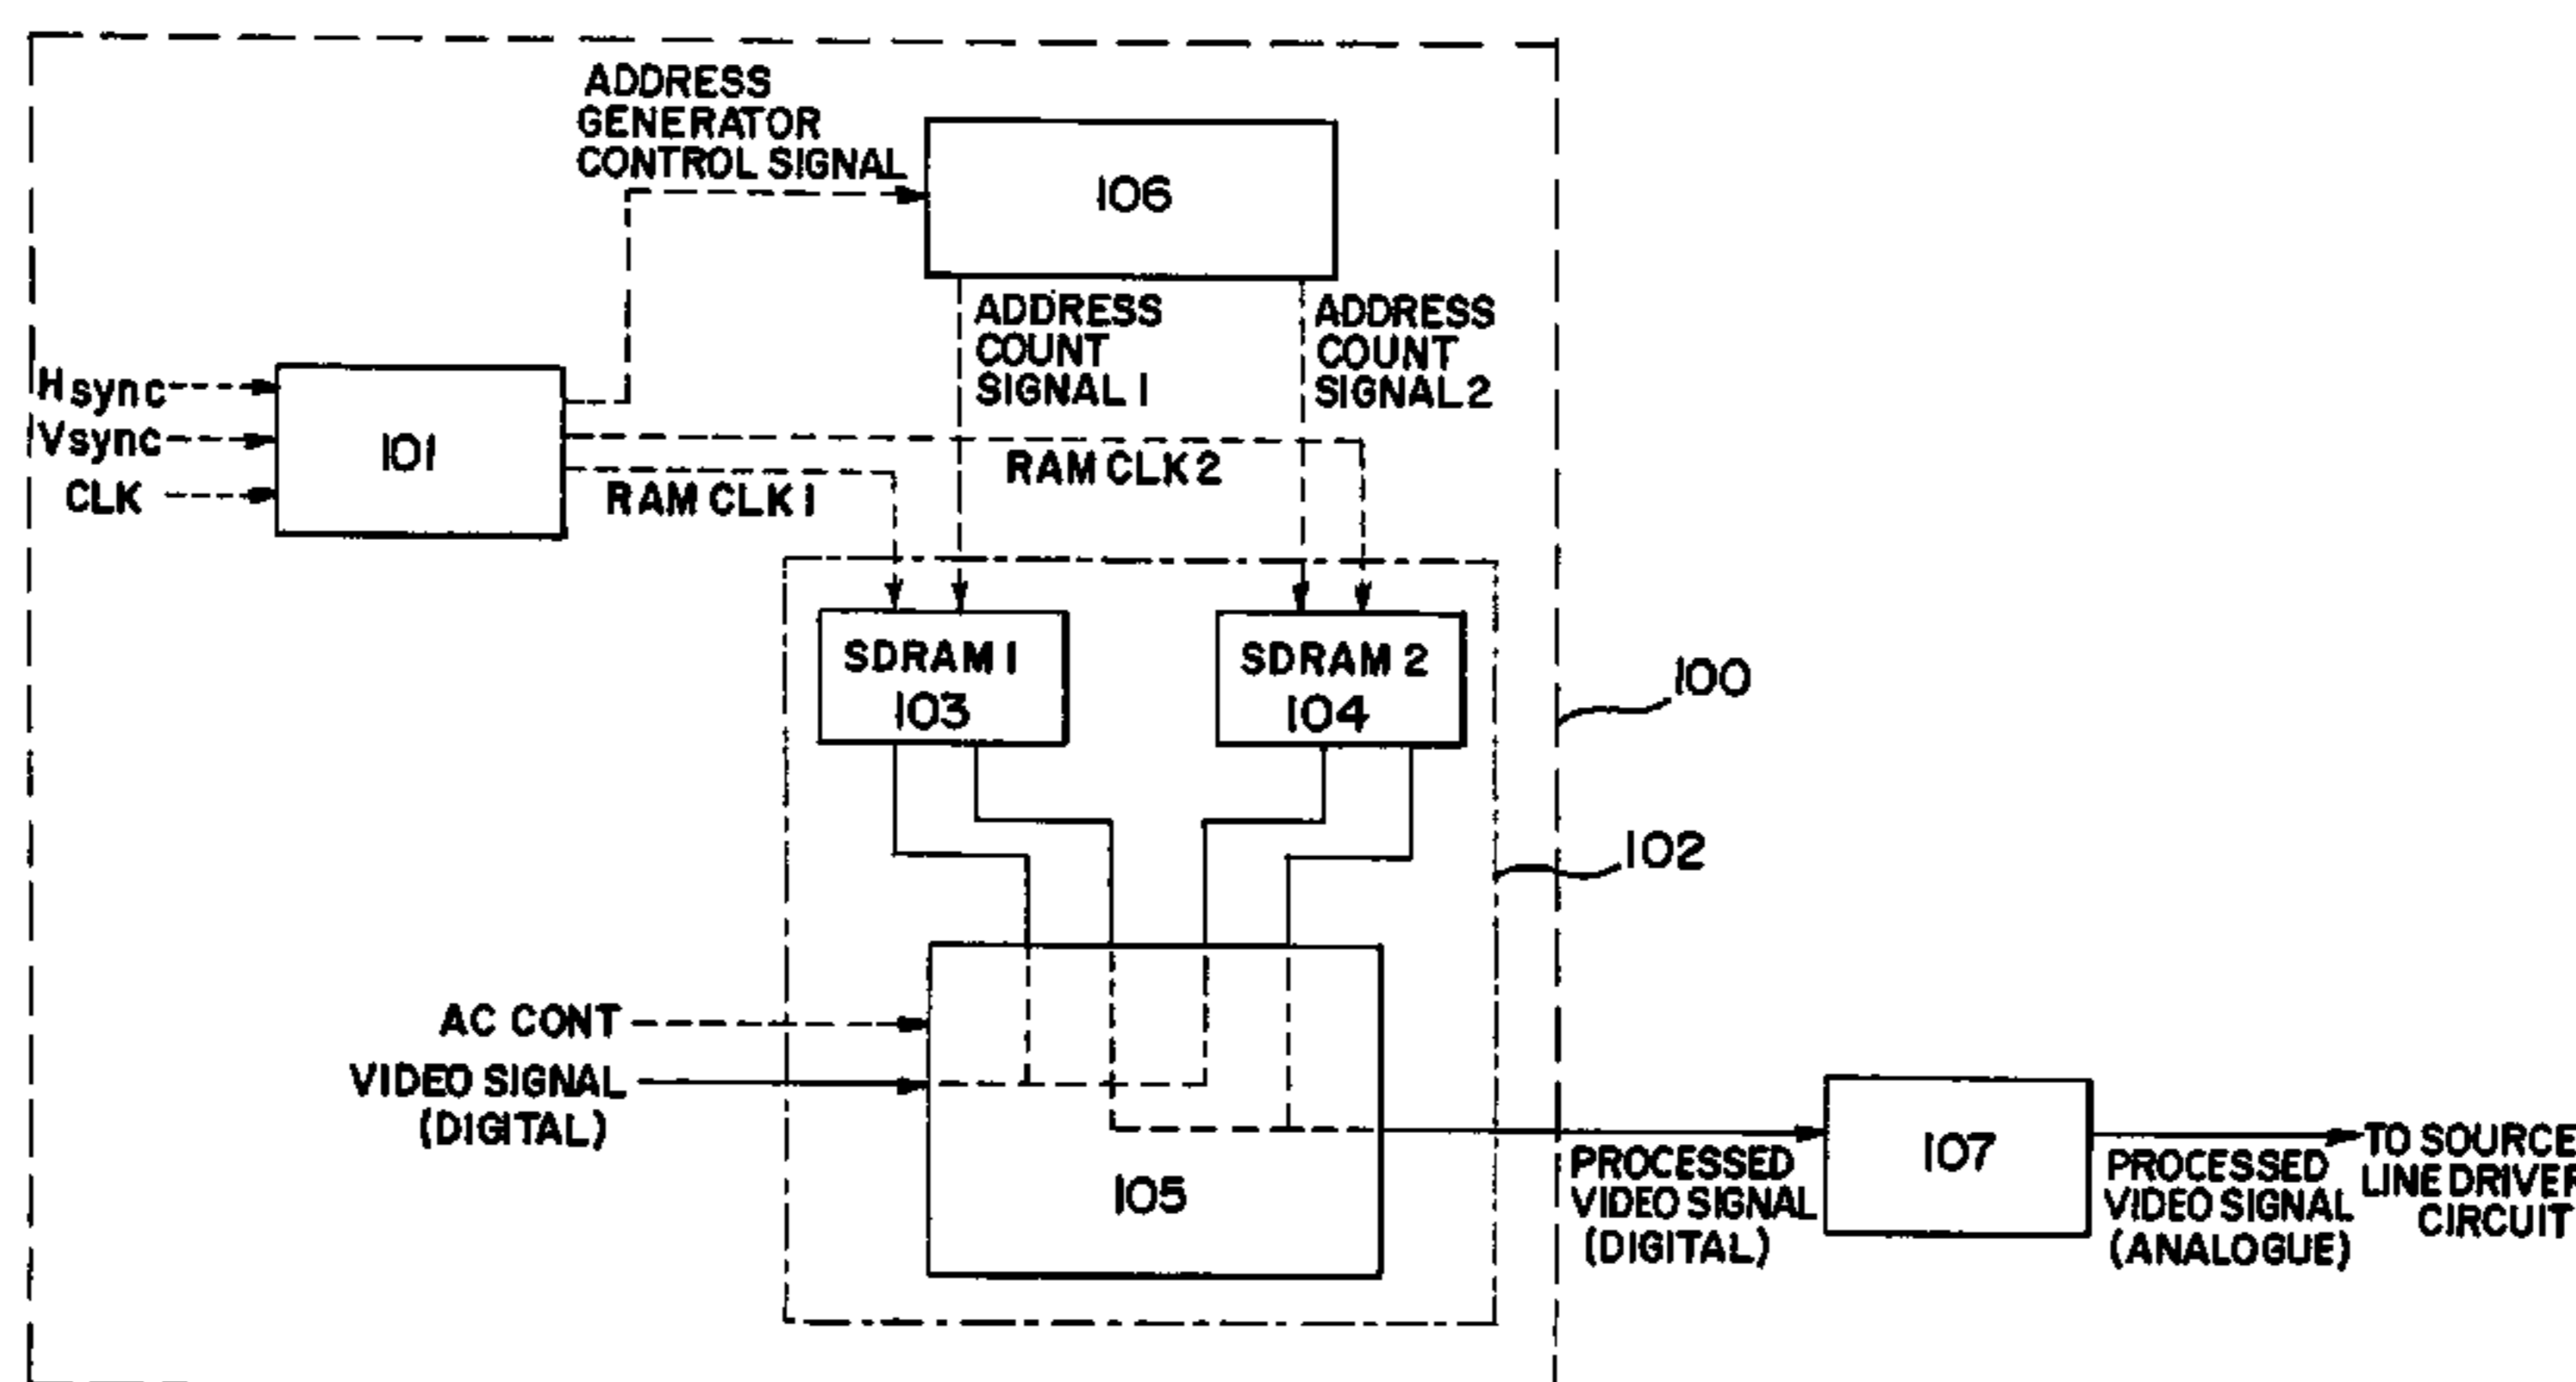 ADDRESS
GENERATOR
CONTROL SIGNAL
106
ADDRESS
COUNT
SIGNAL 1
ADDRESS
COUNT
SIGNAL 2
Hsync
Vsync
CLK
101
RAM CLK 2
RAM CLK 1
SDRAM 1
103
SDRAM 2
104
100
102
AC CONT
VIDEO SIGNAL
(DIGITAL)
105
PROCESSED
VIDEO SIGNAL
(DIGITAL)
107
PROCESSED
VIDEO SIGNAL
(ANALOGUE)
TO SOURCE
LINE DRIVER
CIRCUIT